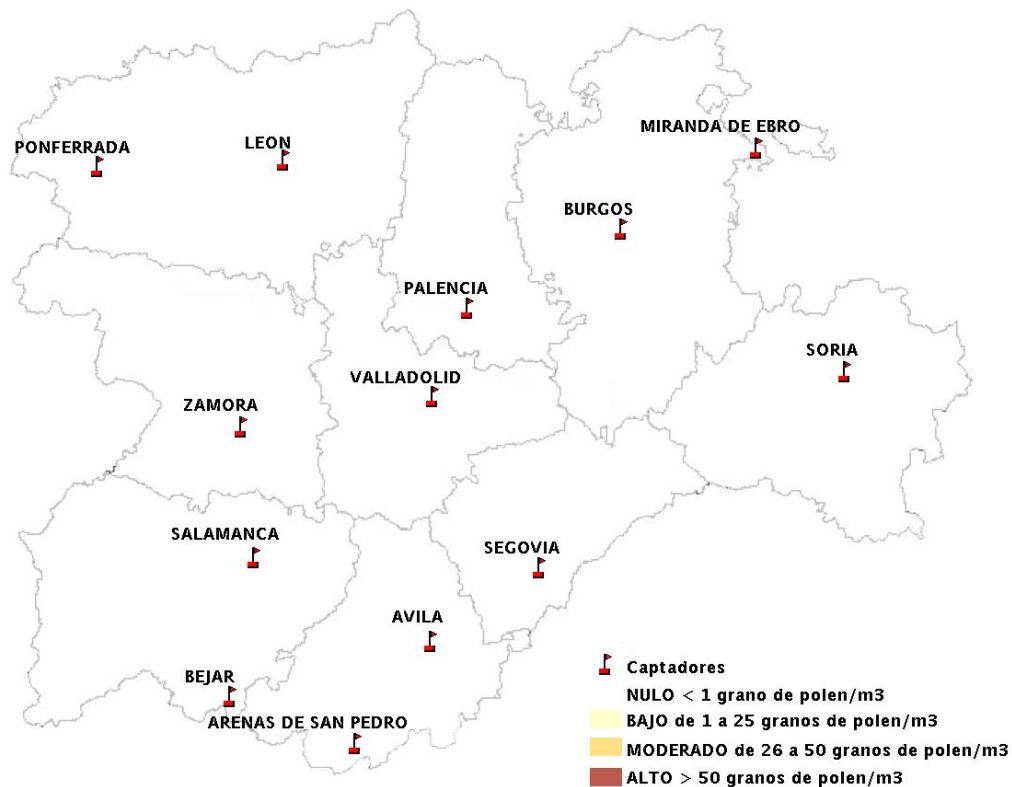 MIRANDA DE EBRO
PONFERRADA
LEON
BURGOS
PALENCIA
SORIA
VALLADOLID
ZAMORA
SALAMANCA
SEGOVIA
AVILA
BEJAR
ARENAS DE SAN PEDRO
Captadores
NULO < 1 grano de polen/m3
BAJO de 1 a 25 granos de polen/m3
MODERADO de 26 a 50 granos de polen/m3
ALTO > 50 granos de polen/m3